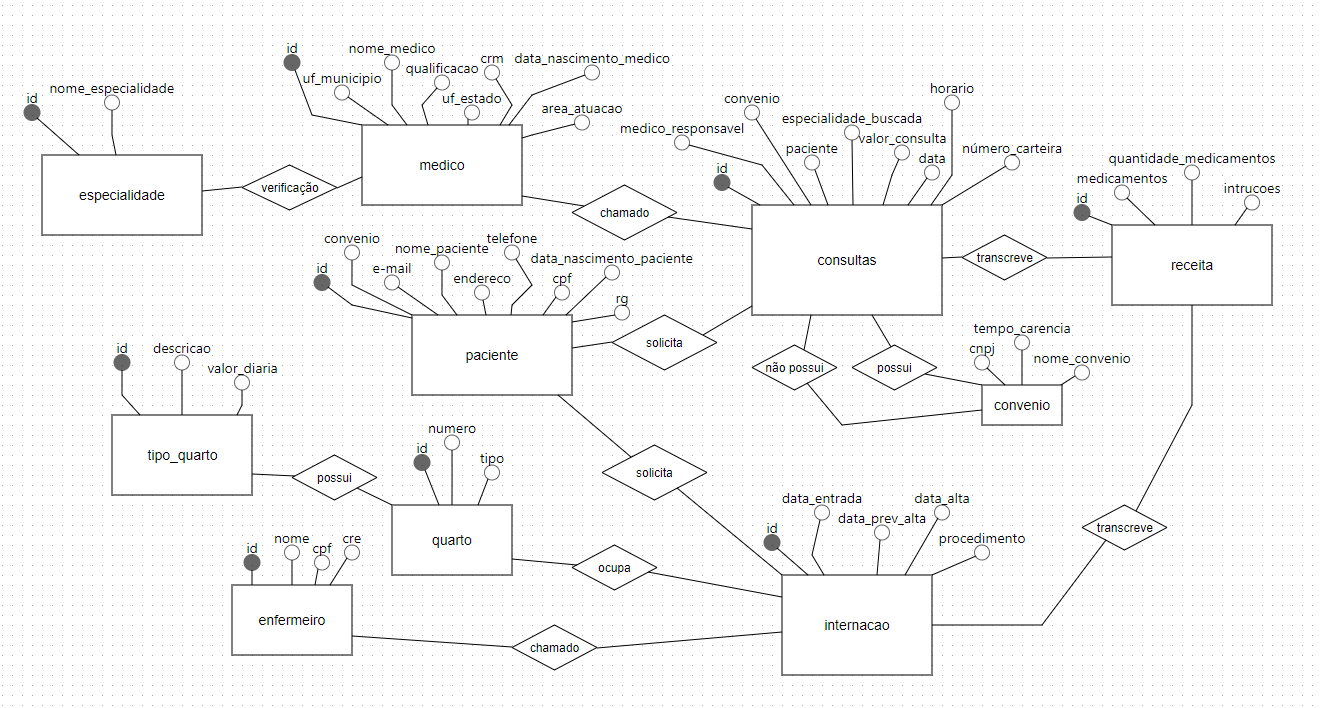 id
nome_especialidade
especialidade
verificação
id
nome_medico
uf_municipio
qualificacao
crm
data_nascimento_medico
uf_estado
area_atuacao
medico
chamado
convenio
horario
especialidade_buscada
medico_responsavel
valor_consulta
paciente
data
número_carteira
id
consultas
transcreve
quantidade_medicamentos
medicamentos
intrucoes
id
receita
convenio
telefone
nome_paciente
data_nascimento_paciente
id
e-mail
endereco
cpf
rg
paciente
solicita
não possui
possui
tempo_carencia
cnpj
nome_convenio
convenio
id
descricao
valor_diaria
tipo_quarto
possui
id
numero
tipo
quarto
solicita
ocupa
id
nome
cpf
cre
enfermeiro
chamado
data_entrada
data_alta
data_prev_alta
id
procedimento
internacao
transcreve